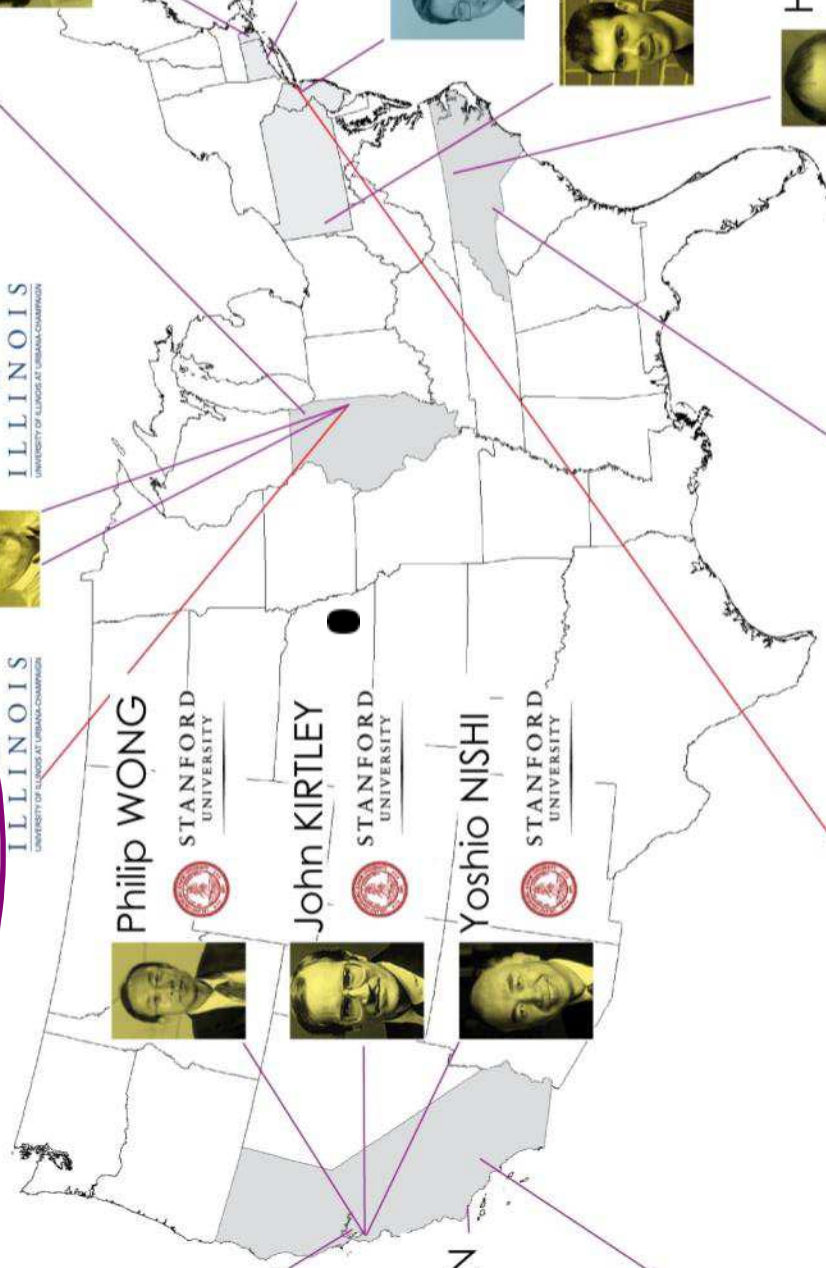 ILLINOIS
UNIVERSITY OF ILLINOIS AT URBANA-CHAMPAIGN
ILLINOIS
UNIVERSITY OF ILLINOIS AT URBANA-CHAMPAIGN
Philip WONG
STANFORD
UNIVERSITY
John KIRTLEY
STANFORD
UNIVERSITY
Yoshio NISHI
STANFORD
UNIVERSITY
N
H